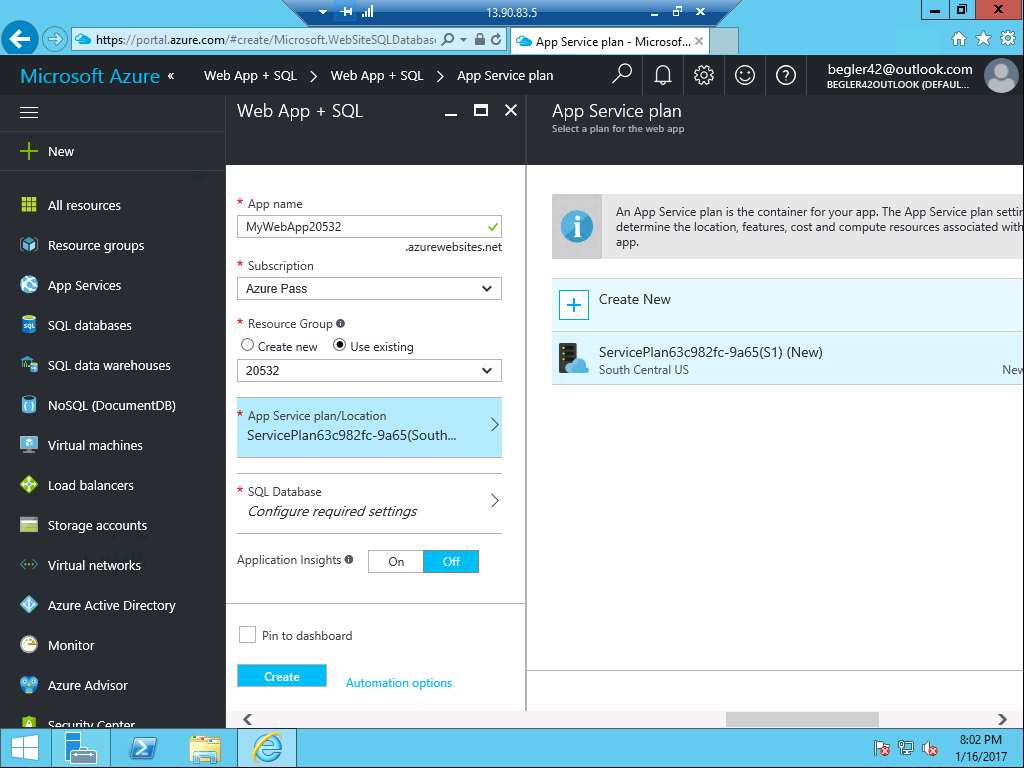 13.90.83.5
https://portal.azure.com/#create/Microsoft.WebSiteSQLDatabas
App Service plan - Microsof...
Microsoft Azure «
Web App + SQL > Web App + SQL > App Service plan
begler42@outlook.com
BEGLER42OUTLOOK (DEFAUL...
New
All resources
Resource groups
App Services
SQL databases
SQL data warehouses
NoSQL (DocumentDB)
Virtual machines
Load balancers
Storage accounts
Virtual networks
Azure Active Directory
Monitor
Azure Advisor
Security Center
Web App + SQL
* App name
MyWebApp20532
.azurewebsites.net
* Subscription
Azure Pass
* Resource Group
Create new
Use existing
20532
* App Service plan/Location
ServicePlan63c982fc-9a65(South...
* SQL Database
Configure required settings
Application Insights
On
Off
Pin to dashboard
Create
Automation options
App Service plan
Select a plan for the web app
An App Service plan is the container for your app. The App Service plan settin
determine the location, features, cost and compute resources associated with
app.
Create New
ServicePlan63c982fc-9a65(S1) (New)
South Central US
New
8:02 PM
1/16/2017